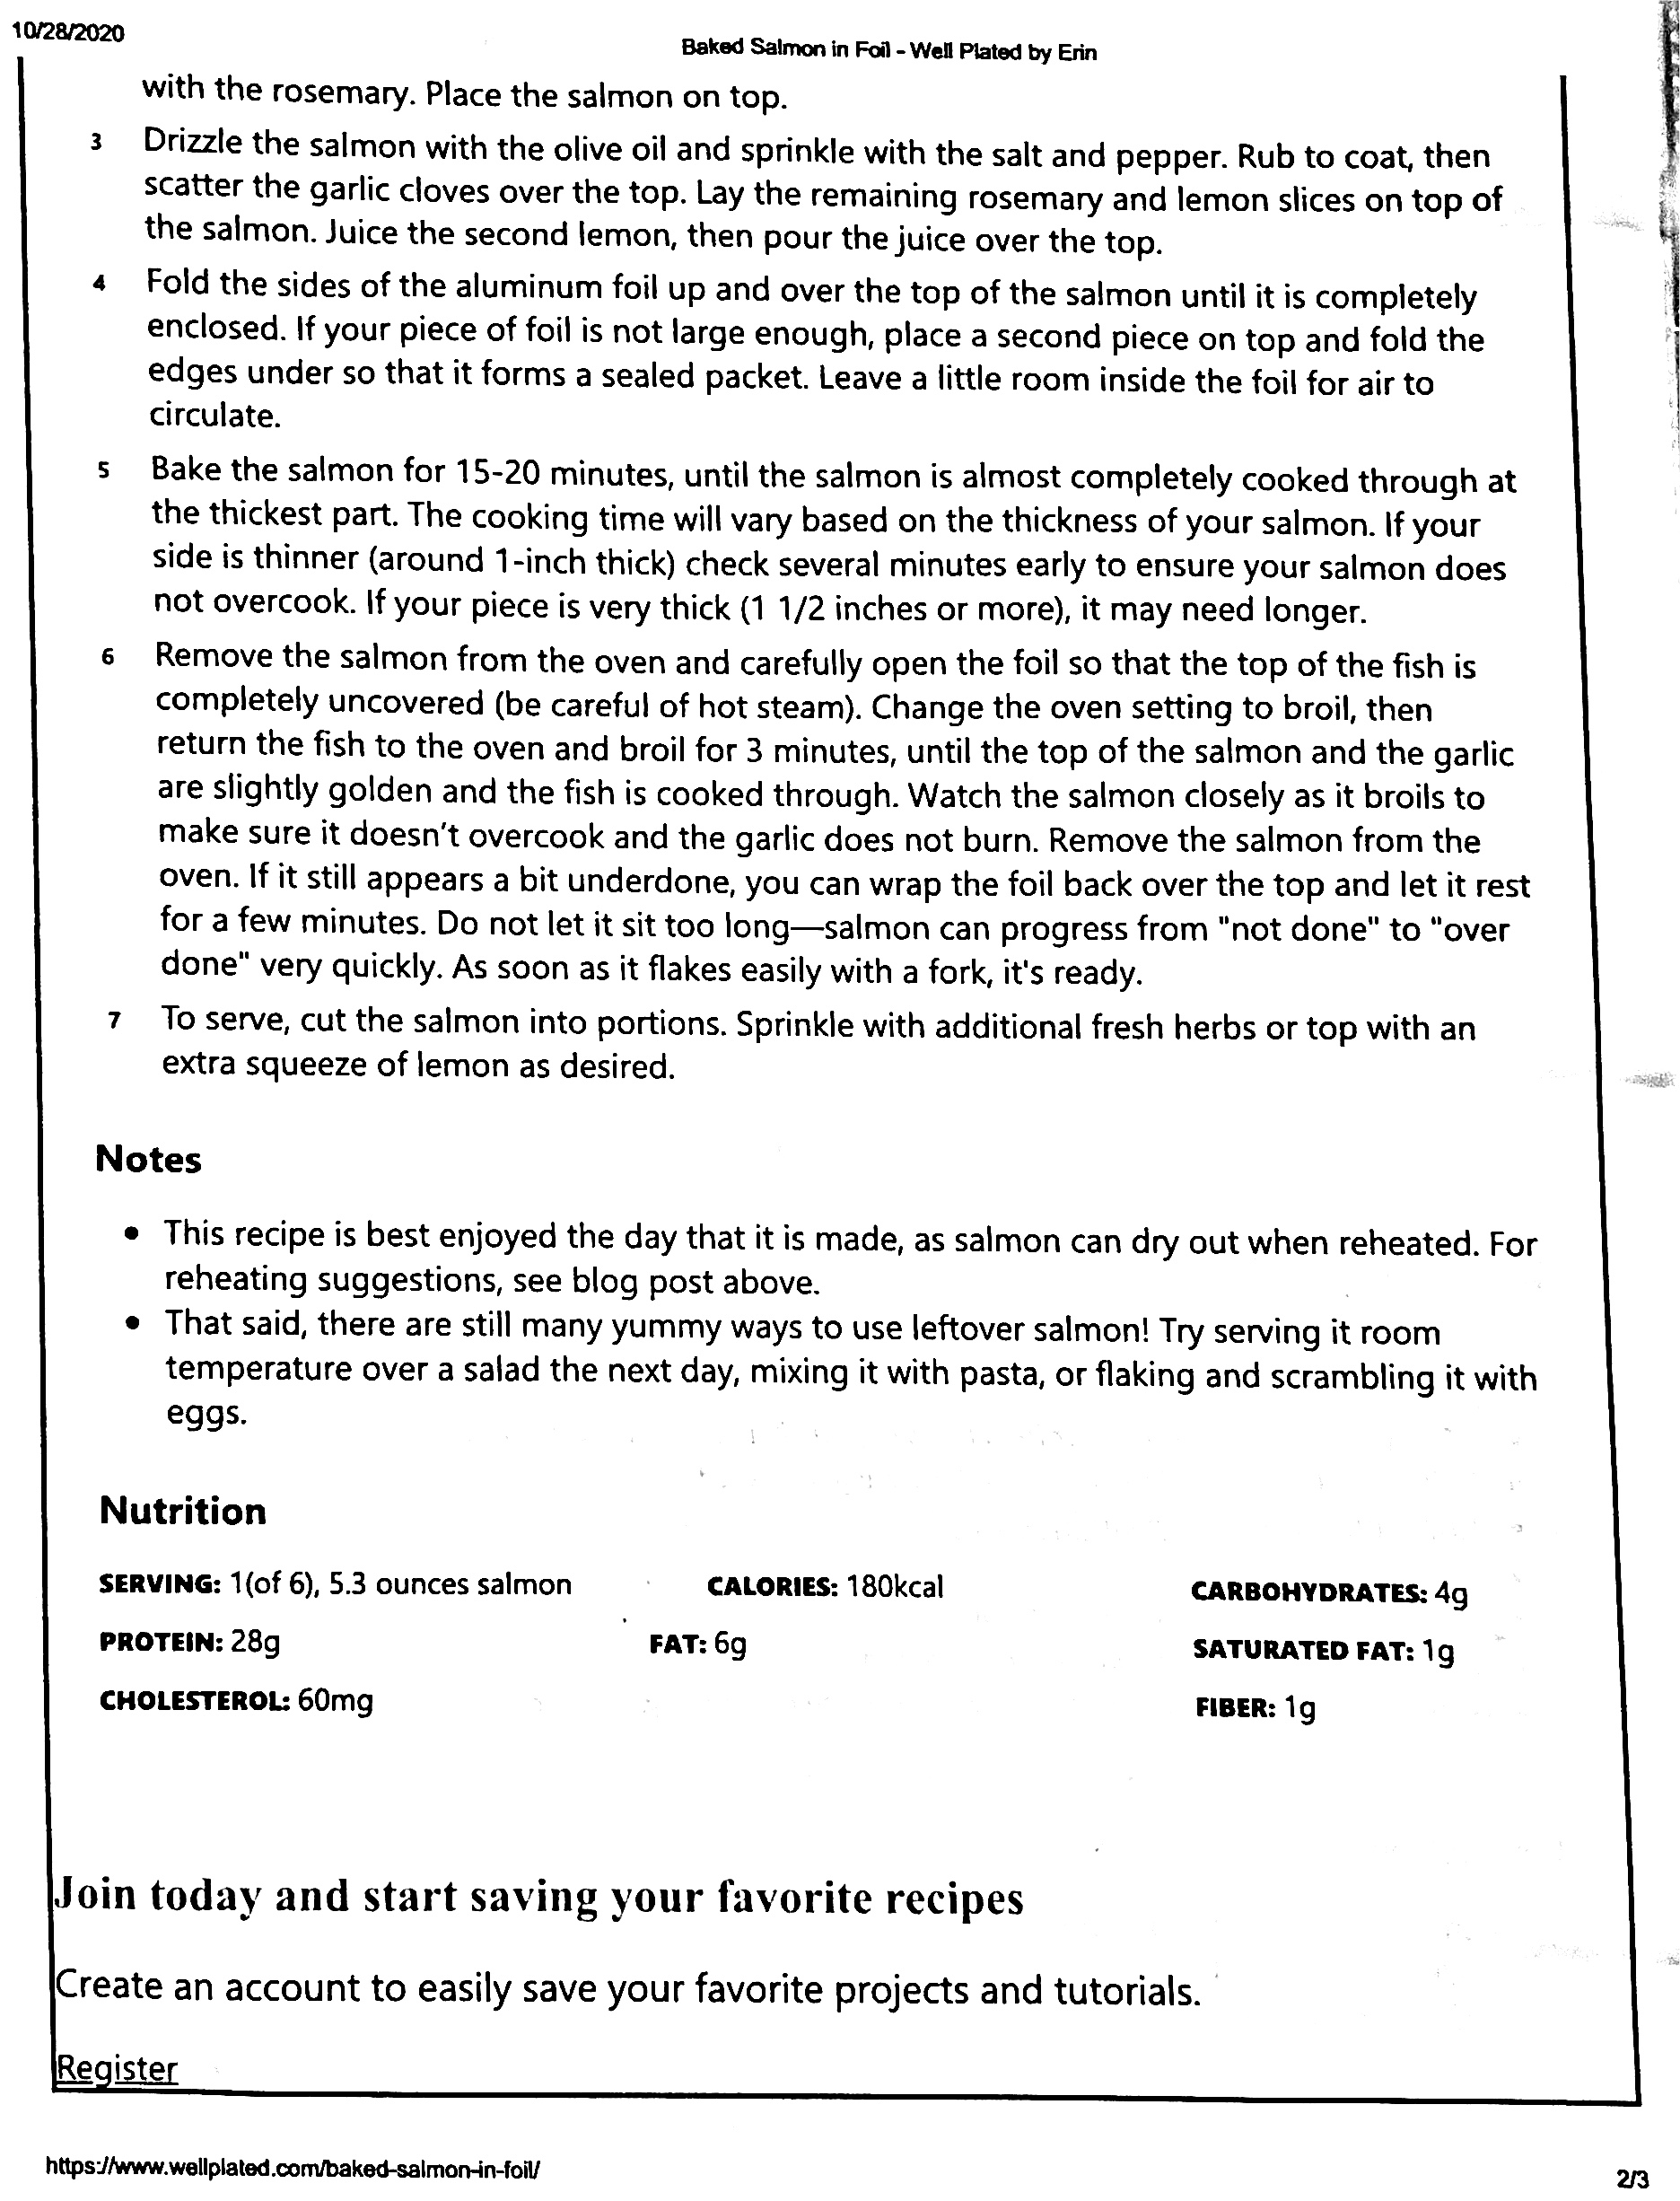 10/28/2020
Baked Salmon in Foil - Well Plated by Erin
with the rosemary. Place the salmon on top.
3 Drizzle the salmon with the olive oil and sprinkle with the salt and pepper. Rub to coat, then
scatter the garlic cloves over the top. Lay the remaining rosemary and lemon slices on top of
the salmon. Juice the second lemon, then pour the juice over the top.
4 Fold the sides of the aluminum foil up and over the top of the salmon until it is completely
enclosed. If your piece of foil is not large enough, place a second piece on top and fold the
edges under so that it forms a sealed packet. Leave a little room inside the foil for air to
circulate.
5 Bake the salmon for 15-20 minutes, until the salmon is almost completely cooked through at
the thickest part. The cooking time will vary based on the thickness of your salmon. If your
side is thinner (around 1-inch thick) check several minutes early to ensure your salmon does
not overcook. If your piece is very thick (1 1/2 inches or more), it may need longer.
6 Remove the salmon from the oven and carefully open the foil so that the top of the fish is
completely uncovered (be careful of hot steam). Change the oven setting to broil, then
return the fish to the oven and broil for 3 minutes, until the top of the salmon and the garlic
are slightly golden and the fish is cooked through. Watch the salmon closely as it broils to
make sure it doesn't overcook and the garlic does not burn. Remove the salmon from the
oven. If it still appears a bit underdone, you can wrap the foil back over the top and let it rest
for a few minutes. Do not let it sit too long—salmon can progress from "not done" to "over
done" very quickly. As soon as it flakes easily with a fork, it's ready.
7 To serve, cut the salmon into portions. Sprinkle with additional fresh herbs or top with an
extra squeeze of lemon as desired.
Notes
• This recipe is best enjoyed the day that it is made, as salmon can dry out when reheated. For
reheating suggestions, see blog post above.
• That said, there are still many yummy ways to use leftover salmon! Try serving it room
temperature over a salad the next day, mixing it with pasta, or flaking and scrambling it with
eggs.
Nutrition
SERVING: 1(of 6), 5.3 ounces salmon CALORIES: 180kcal CARBOHYDRATES: 4g
PROTEIN: 28g FAT: 6g SATURATED FAT: 1g
CHOLESTEROL: 60mg FIBER: 1g
Join today and start saving your favorite recipes
Create an account to easily save your favorite projects and tutorials.
Register
https://www.wellplated.com/baked-salmon-in-foil/
2/3